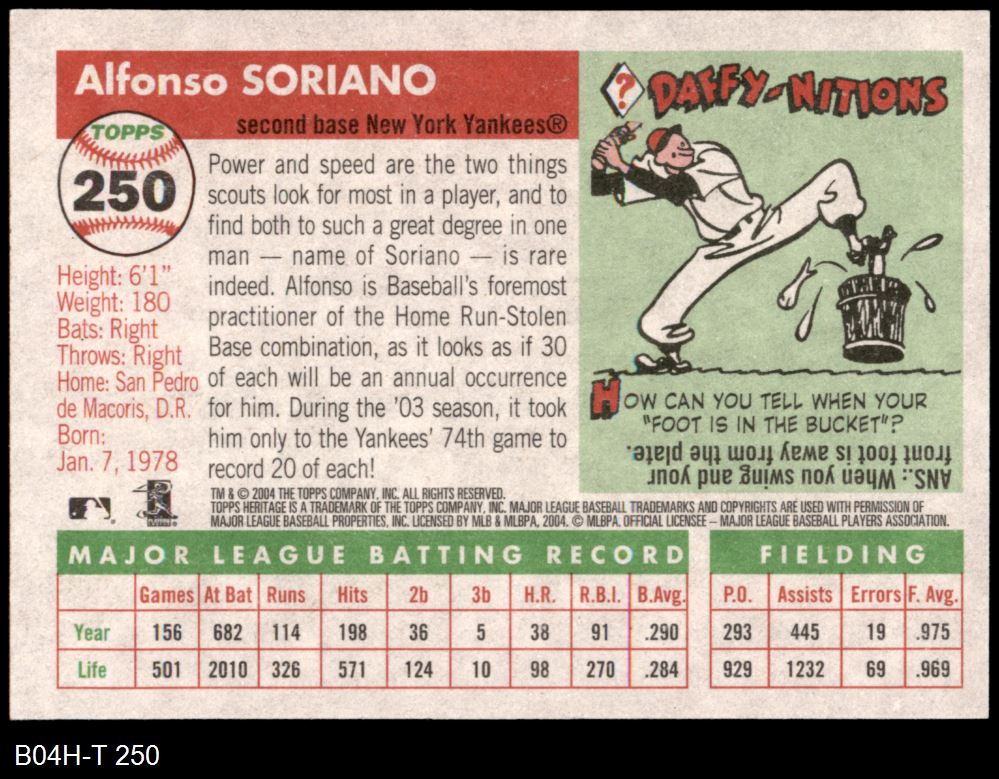 Alfonso SORIANO
second base New York Yankees®
TOPPS
250
Height: 6'1"
Weight: 180
Bats: Right
Throws: Right
Home: San Pedro
de Macoris, D.R.
Born:
Jan. 7, 1978
Power and speed are the two things
scouts look for most in a player, and to
find both to such a great degree in one
man — name of Soriano — is rare
indeed. Alfonso is Baseball's foremost
practitioner of the Home Run-Stolen
Base combination, as it looks as if 30
of each will be an annual occurrence
for him. During the '03 season, it took
him only to the Yankees' 74th game to
record 20 of each!
? DAFFY-NITIONS
HOW CAN YOU TELL WHEN YOUR
"FOOT IS IN THE BUCKET"?
ANS.: When you swing and your
front foot is away from the plate.
TM & © 2004 THE TOPPS COMPANY, INC. ALL RIGHTS RESERVED.
TOPPS HERITAGE IS A TRADEMARK OF THE TOPPS COMPANY, INC. MAJOR LEAGUE BASEBALL TRADEMARKS AND COPYRIGHTS ARE USED WITH PERMISSION OF
MAJOR LEAGUE BASEBALL PROPERTIES, INC. LICENSED BY MLB & MLBPA, 2004. © MLBPA. OFFICIAL LICENSEE – MAJOR LEAGUE BASEBALL PLAYERS ASSOCIATION.
MAJOR LEAGUE BATTING RECORD
Games At Bat Runs Hits 2b 3b H.R. R.B.I. B.Avg.
Year 156 682 114 198 36 5 38 91 .290
Life 501 2010 326 571 124 10 98 270 .284
FIELDING
P.O. Assists Errors F. Avg.
293 445 19 .975
929 1232 69 .969
B04H-T 250